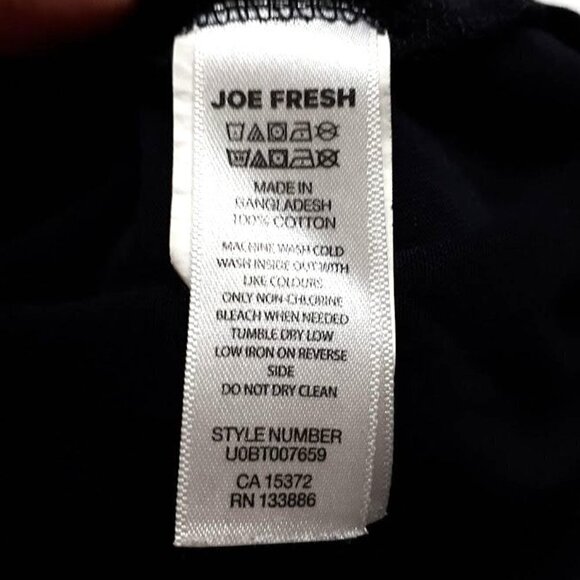 JOE FRESH
MADE IN
BANGLADESH
100% COTTON
MACHINE WASH COLD
WASH INSIDE OUT WITH
LIKE COLOURS
ONLY NON-CHLORINE
BLEACH WHEN NEEDED
TUMBLE DRY LOW
LOW IRON ON REVERSE
SIDE
DO NOT DRY CLEAN
STYLE NUMBER
U0BT007659
CA 15372
RN 133886